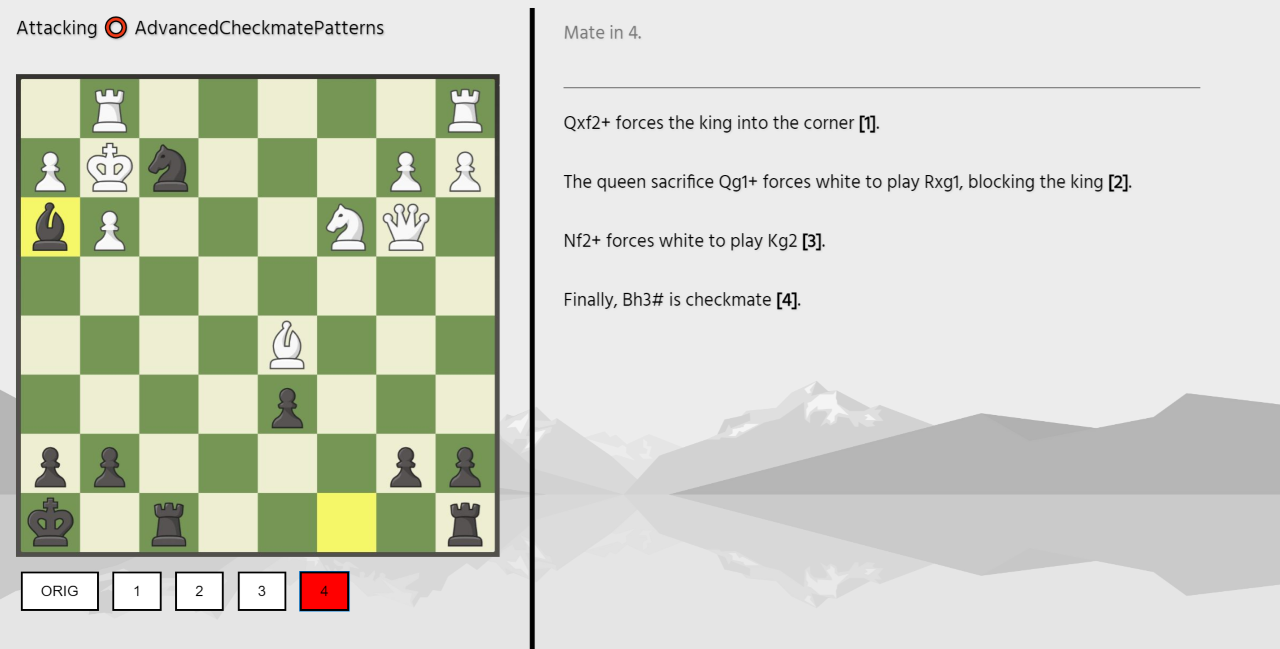 Attacking AdvancedCheckmatePatterns
Mate in 4.
Qxf2+ forces the king into the corner [1].
The queen sacrifice Qg1+ forces white to play Rxg1, blocking the king [2].
Nf2+ forces white to play Kg2 [3].
Finally, Bh3# is checkmate [4].
ORIG 1 2 3 4